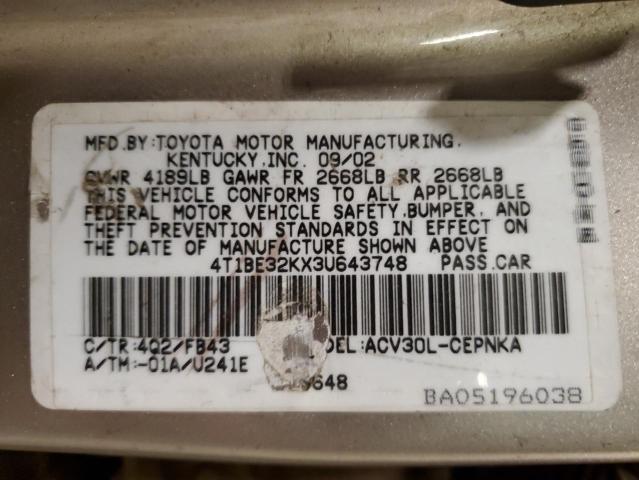 MFD.BY:TOYOTA MOTOR MANUFACTURING,
KENTUCKY,INC. 09/02
GVWR 4189LB GAWR FR 2668LB RR 2668LB
THIS VEHICLE CONFORMS TO ALL APPLICABLE
FEDERAL MOTOR VEHICLE SAFETY,BUMPER, AND
THEFT PREVENTION STANDARDS IN EFFECT ON
THE DATE OF MANUFACTURE SHOWN ABOVE
4T1BE32KX3U643748 PASS.CAR
C/TR:4Q2/FB43 DEL:ACV30L-CEPNKA
A/TM:-01A/U241E
648
BA05196038